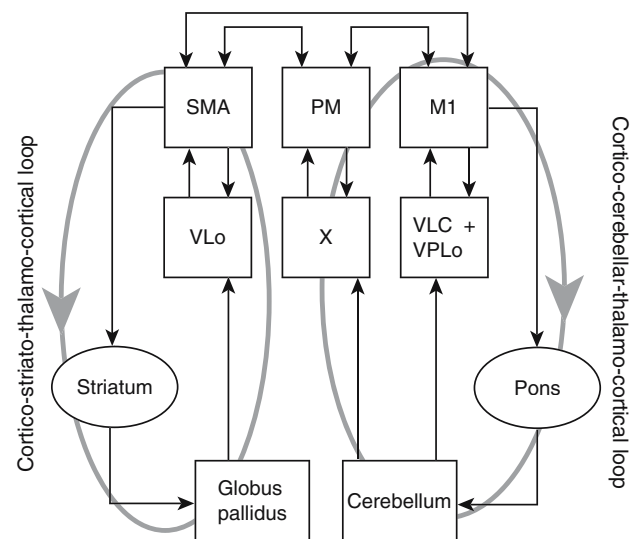 SMA
PM
M1
VLo
X
VLC +
VPLo
Striatum
Pons
Globus
pallidus
Cerebellum
Cortico-striato-thalamo-cortical loop
Cortico-cerebellar-thalamo-cortical loop